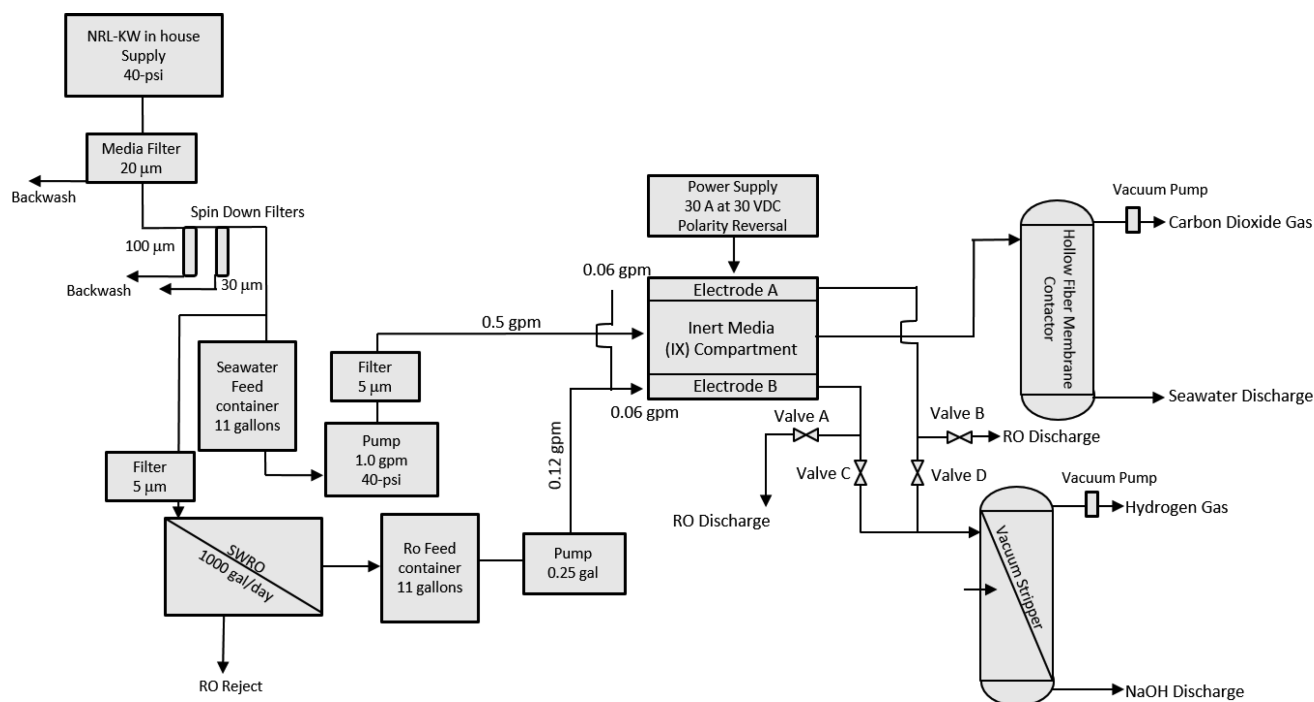 NRL-KW in house
Supply
40-psi
Media Filter
20 μm
Backwash
Spin Down Filters
100 μm
Backwash
30 μm
Seawater
Feed
container
11 gallons
Filter
5 μm
Pump
1.0 gpm
40-psi
Filter
5 μm
SWRO
1000 gal/day
RO Reject
Ro Feed
container
11 gallons
Pump
0.25 gal
0.12 gpm
0.5 gpm
0.06 gpm
0.06 gpm
Power Supply
30 A at 30 VDC
Polarity Reversal
Electrode A
Inert Media
(IX) Compartment
Electrode B
Valve A
Valve B
RO Discharge
Valve C
Valve D
RO Discharge
Vacuum Pump
Carbon Dioxide Gas
Hollow Fiber Membrane
Contactor
Seawater Discharge
Vacuum Pump
Hydrogen Gas
Vacuum Stripper
NaOH Discharge